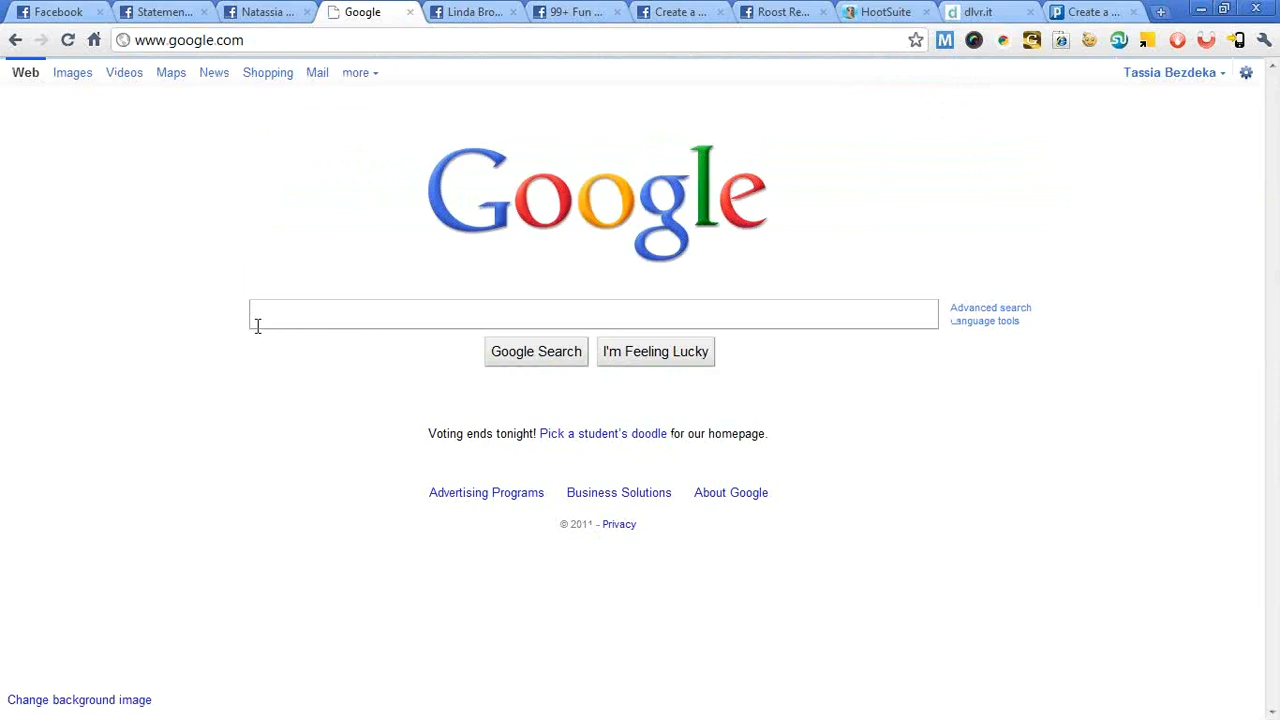 Facebook Statemen... Natassia ... Google Linda Bro... 99+ Fun ... Create a ... Roost Re... HootSuite dlvr.it Create a ...
www.google.com
Web Images Videos Maps News Shopping Mail more Tassia Bezdeka
Google
Advanced search
Language tools
Google Search I'm Feeling Lucky
Voting ends tonight! Pick a student's doodle for our homepage.
Advertising Programs Business Solutions About Google
© 2011 - Privacy
Change background image